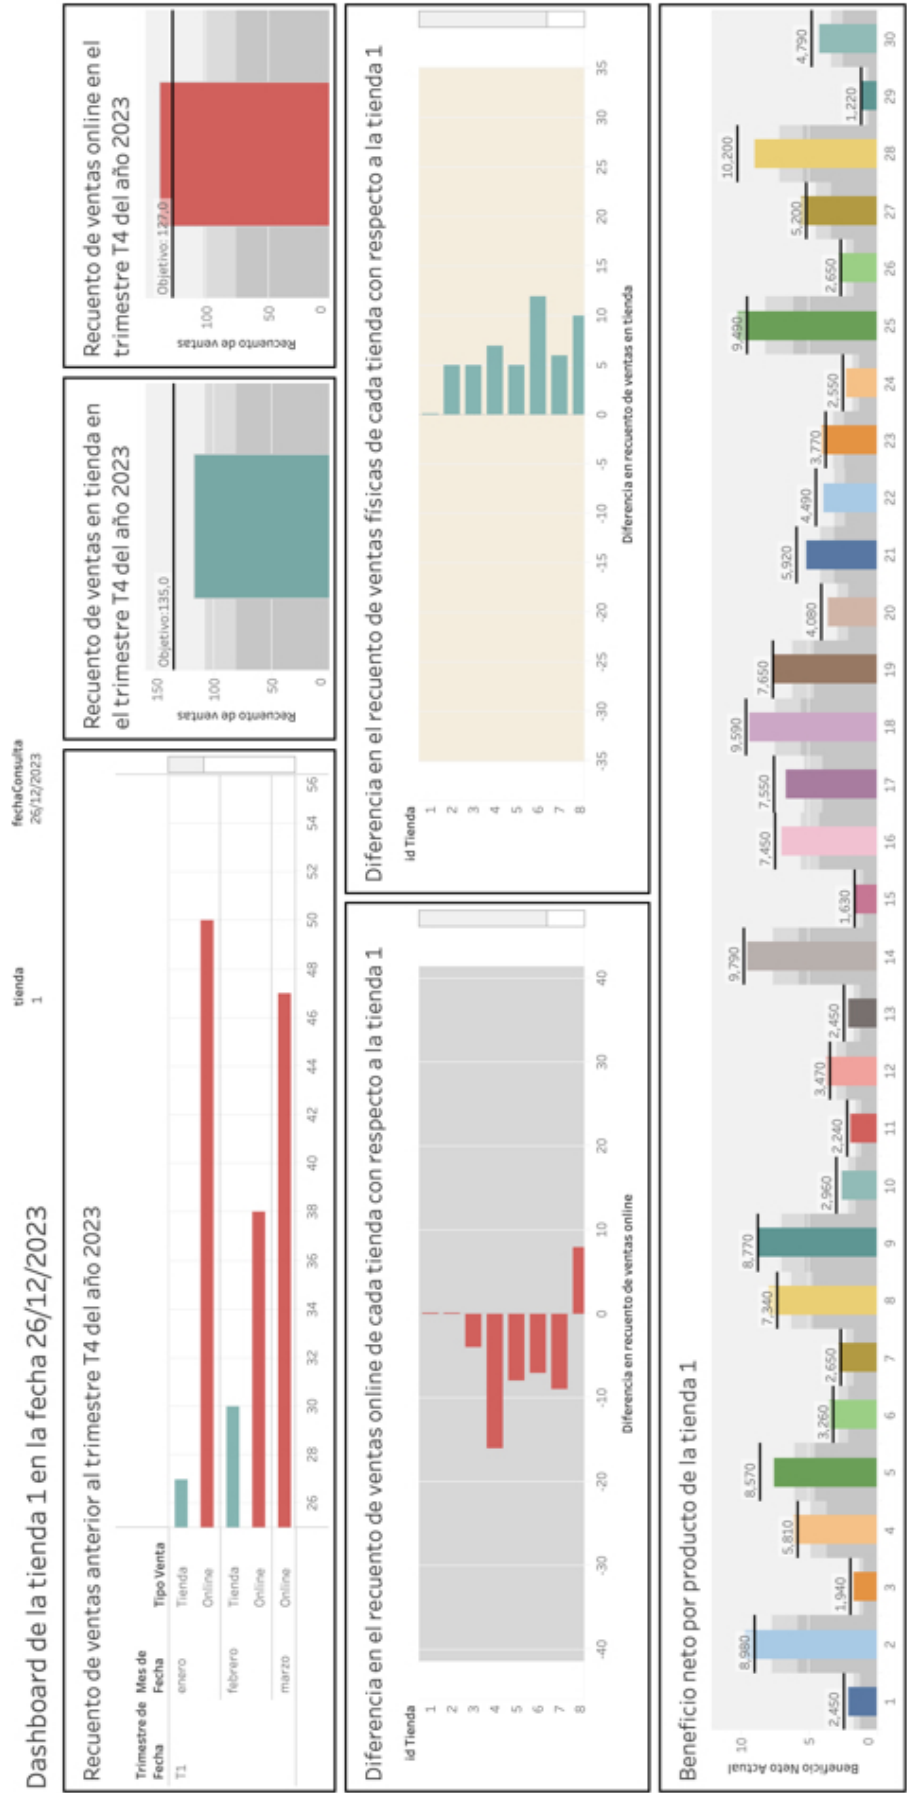 Dashboard de la tienda 1 en la fecha 26/12/2023
tienda
1
fechaConsulta
26/12/2023
Recuento de ventas anterior al trimestre T4 del año 2023
Trimestre de Fecha
Mes de Fecha
Tipo Venta
T1
enero
Tienda
Online
febrero
Tienda
Online
marzo
Online
26 28 30 32 34 36 38 40 42 44 46 48 50 52 54 56
Recuento de ventas en tienda en
el trimestre T4 del año 2023
Recuento de ventas
150
100
50
0
Objetivo:135,0
Recuento de ventas online en el
trimestre T4 del año 2023
Recuento de ventas
100
50
0
Objetivo: 127,0
Diferencia en el recuento de ventas online de cada tienda con respecto a la tienda 1
id Tienda
1
2
3
4
5
6
7
8
-40 -30 -20 -10 0 10 20 30 40
Diferencia en recuento de ventas online
Diferencia en el recuento de ventas físicas de cada tienda con respecto a la tienda 1
id Tienda
1
2
3
4
5
6
7
8
-35 -30 -25 -20 -15 -10 -5 0 5 10 15 20 25 30 35
Diferencia en recuento de ventas en tienda
Beneficio neto por producto de la tienda 1
Beneficio Neto Actual
10
5
0
2,450 8,980 1,940 5,810 8,570 3,260 2,650 7,340 8,770 2,960 2,240 3,470 2,450 9,790 1,630 7,450 7,550 9,590 7,650 4,080 5,920 4,490 3,770 2,550 9,490 2,650 5,200 10,200 1,220 4,790
1 2 3 4 5 6 7 8 9 10 11 12 13 14 15 16 17 18 19 20 21 22 23 24 25 26 27 28 29 30